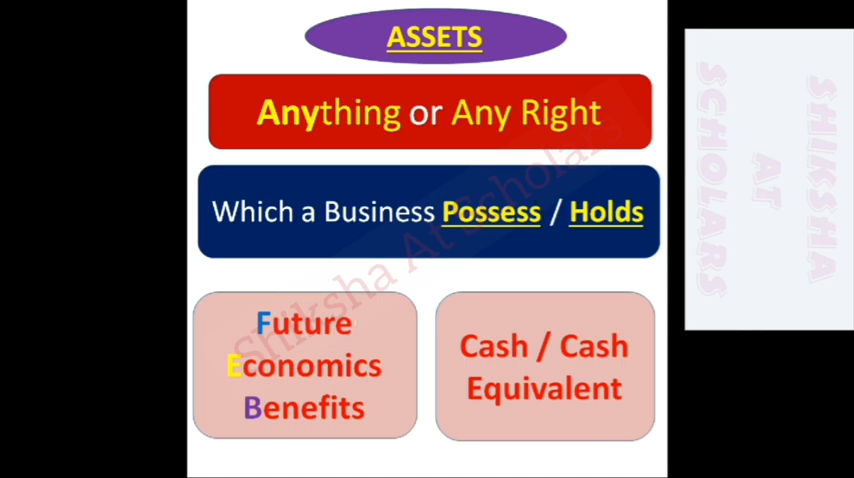 ASSETS
Anything or Any Right
Which a Business Possess / Holds
Future
Economics
Benefits
Cash / Cash
Equivalent
Shiksha At Scholars
SHIKSHA
AT
SCHOLARS